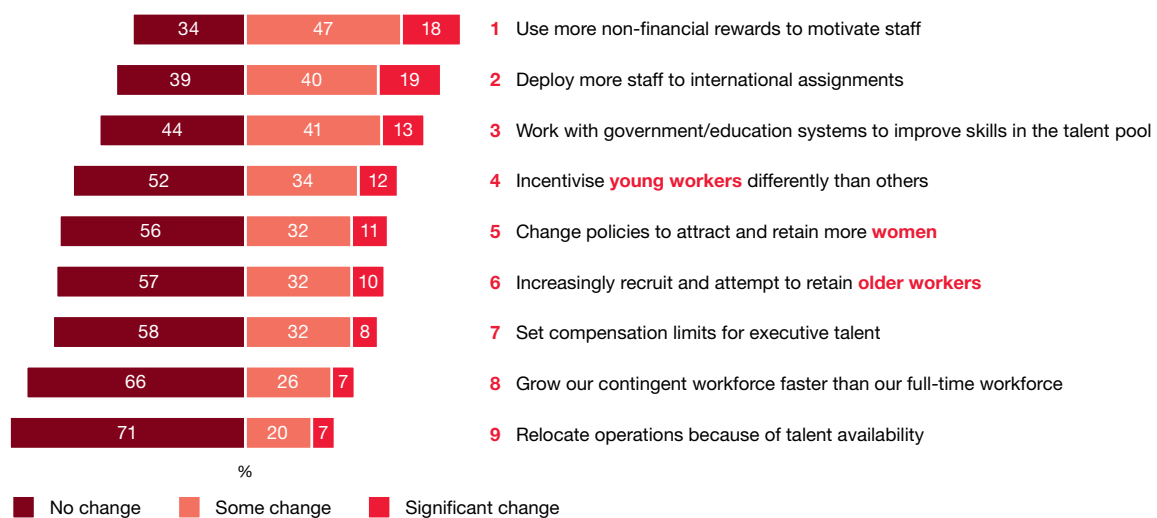 34 47 18 1 Use more non-financial rewards to motivate staff
39 40 19 2 Deploy more staff to international assignments
44 41 13 3 Work with government/education systems to improve skills in the talent pool
52 34 12 4 Incentivise young workers differently than others
56 32 11 5 Change policies to attract and retain more women
57 32 10 6 Increasingly recruit and attempt to retain older workers
58 32 8 7 Set compensation limits for executive talent
66 26 7 8 Grow our contingent workforce faster than our full-time workforce
71 20 7 9 Relocate operations because of talent availability
%
No change Some change Significant change